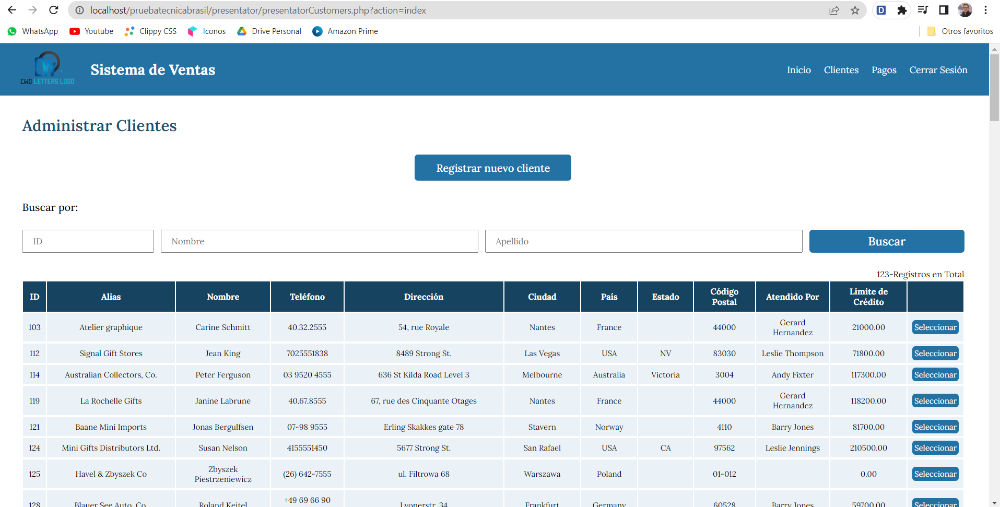 localhost/pruebatecnicabrasil/presentator/presentatorCustomers.php?action=index
D
WhatsApp Youtube Clippy CSS Iconos Drive Personal Amazon Prime Otros favoritos
CWO LETTERS LOGO
Sistema de Ventas
Inicio Clientes Pagos Cerrar Sesión
Administrar Clientes
Registrar nuevo cliente
Buscar por:
ID Nombre Apellido Buscar
123-Registros en Total
ID Alias Nombre Teléfono Dirección Ciudad País Estado Código Postal Atendido Por Limite de Crédito
103 Atelier graphique Carine Schmitt 40.32.2555 54, rue Royale Nantes France 44000 Gerard Hernandez 21000.00 Seleccionar
112 Signal Gift Stores Jean King 7025551838 8489 Strong St. Las Vegas USA NV 83030 Leslie Thompson 71800.00 Seleccionar
114 Australian Collectors, Co. Peter Ferguson 03 9520 4555 636 St Kilda Road Level 3 Melbourne Australia Victoria 3004 Andy Fixter 117300.00 Seleccionar
119 La Rochelle Gifts Janine Labrune 40.67.8555 67, rue des Cinquante Otages Nantes France 44000 Gerard Hernandez 118200.00 Seleccionar
121 Baane Mini Imports Jonas Bergulfsen 07-98 9555 Erling Skakkes gate 78 Stavern Norway 4110 Barry Jones 81700.00 Seleccionar
124 Mini Gifts Distributors Ltd. Susan Nelson 4155551450 5677 Strong St. San Rafael USA CA 97562 Leslie Jennings 210500.00 Seleccionar
125 Havel & Zbyszek Co Zbyszek Piestrzeniewicz (26) 642-7555 ul. Filtrowa 68 Warszawa Poland 01-012 0.00 Seleccionar
128 Blauer See Auto, Co. Roland Keitel +49 69 66 90 Lyonerstr. 34 Frankfurt Germany 60528 Barry Jones 59700.00 Seleccionar